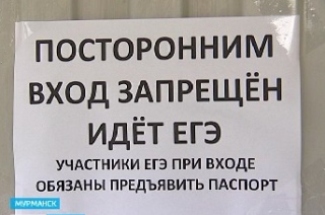 ПОСТОРОННИМ
ВХОД ЗАПРЕЩЁН
ИДЁТ ЕГЭ
УЧАСТНИКИ ЕГЭ ПРИ ВХОДЕ
ОБЯЗАНЫ ПРЕДЪЯВИТЬ ПАСПОРТ
МУРМАНСК